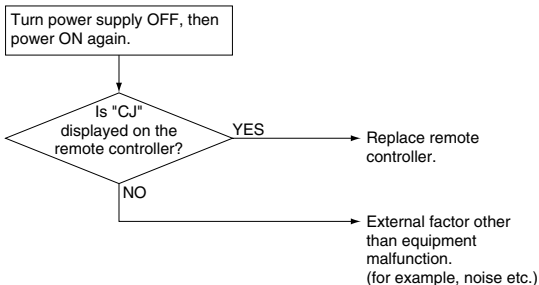 Turn power supply OFF, then
power ON again.
Is "CJ"
displayed on the
remote controller?
YES
Replace remote
controller.
NO
External factor other
than equipment
malfunction.
(for example, noise etc.)